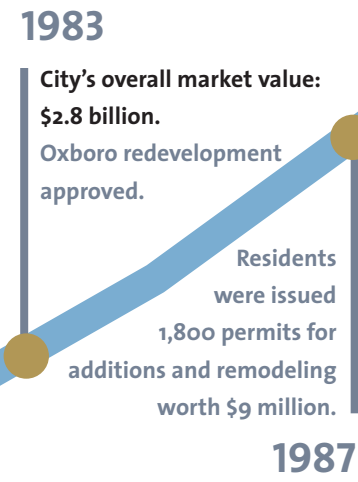 1983
City's overall market value:
$2.8 billion.
Oxboro redevelopment
approved.
Residents
were issued
1,800 permits for
additions and remodeling
worth $9 million.
1987